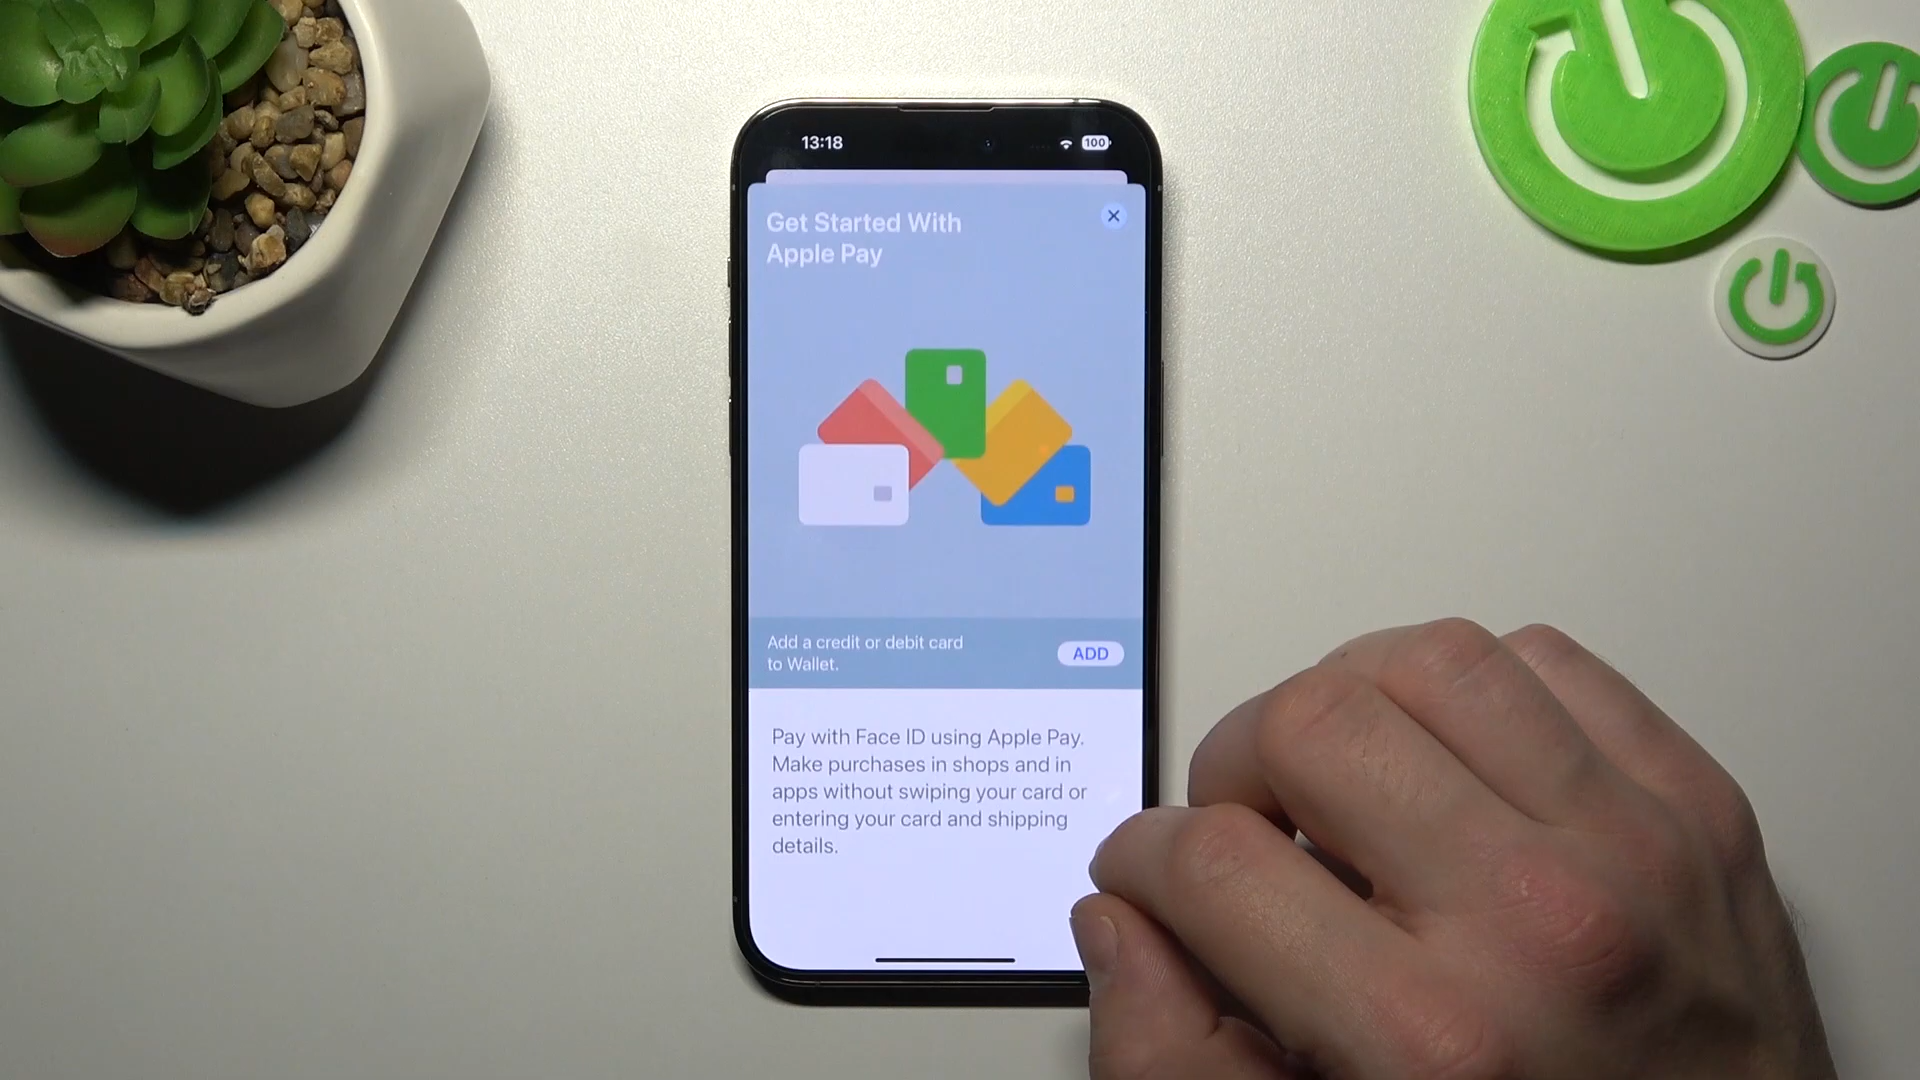 13:18
100
Get Started With
Apple Pay
Add a credit or debit card
to Wallet.
ADD
Pay with Face ID using Apple Pay.
Make purchases in shops and in
apps without swiping your card or
entering your card and shipping
details.